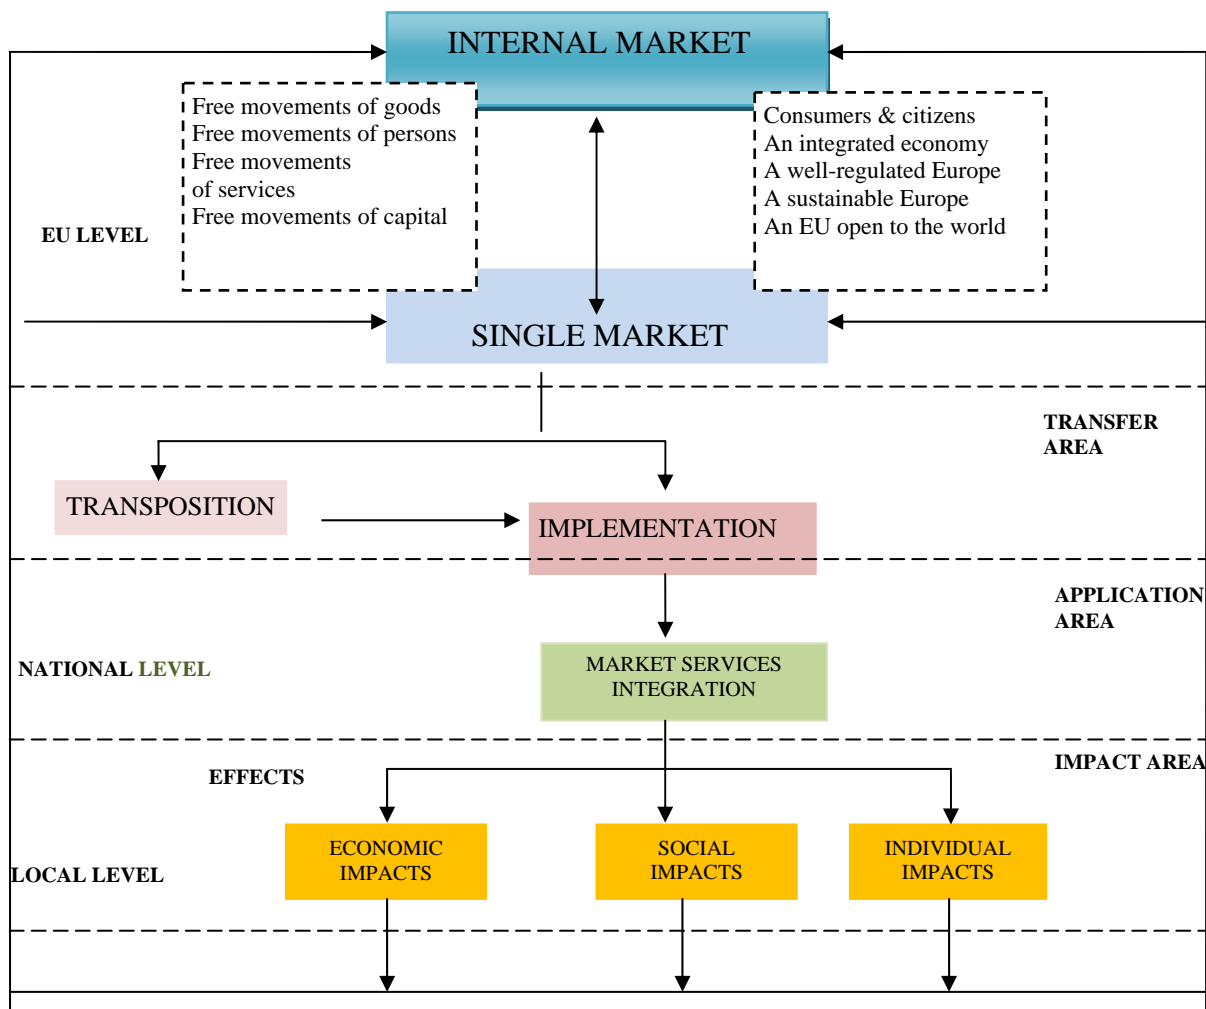 INTERNAL MARKET
Free movements of goods
Free movements of persons
Free movements
of services
Free movements of capital
Consumers & citizens
An integrated economy
A well-regulated Europe
A sustainable Europe
An EU open to the world
EU LEVEL
SINGLE MARKET
TRANSFER
AREA
TRANSPOSITION
IMPLEMENTATION
APPLICATION
AREA
NATIONAL LEVEL
MARKET SERVICES
INTEGRATION
IMPACT AREA
EFFECTS
ECONOMIC
IMPACTS
SOCIAL
IMPACTS
INDIVIDUAL
IMPACTS
LOCAL LEVEL